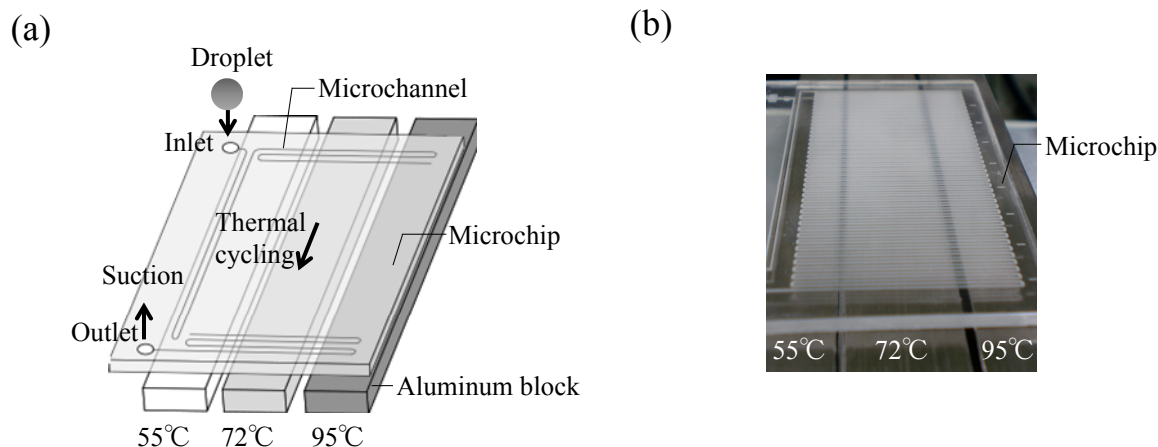 (a)
Droplet
Microchannel
Inlet
Thermal
cycling
Microchip
Suction
Outlet
Aluminum block
55℃ 72℃ 95℃
(b)
Microchip
55℃ 72℃ 95℃